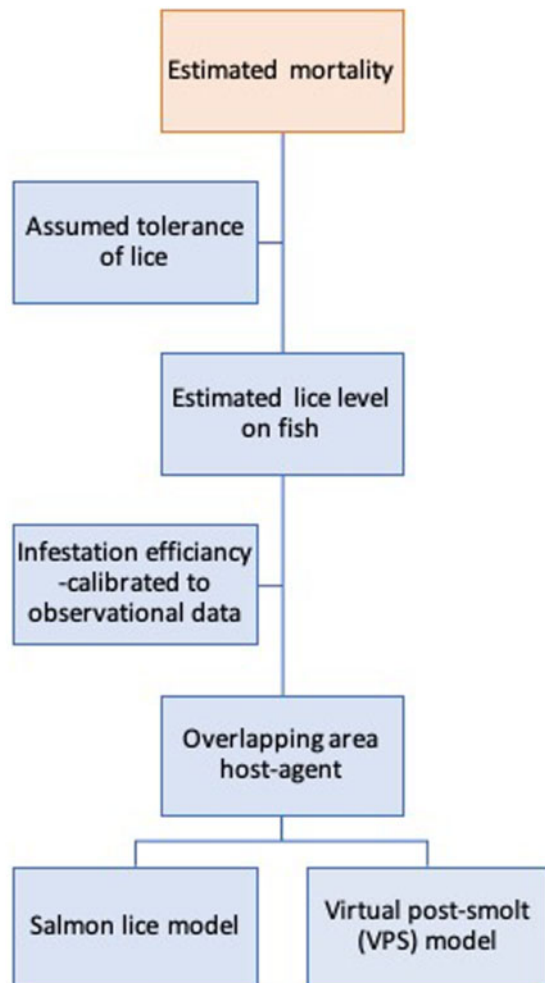 Estimated mortality
Assumed tolerance
of lice
Estimated lice level
on fish
Infestation efficiancy
-calibrated to
observational data
Overlapping area
host-agent
Salmon lice model
Virtual post-smolt
(VPS) model